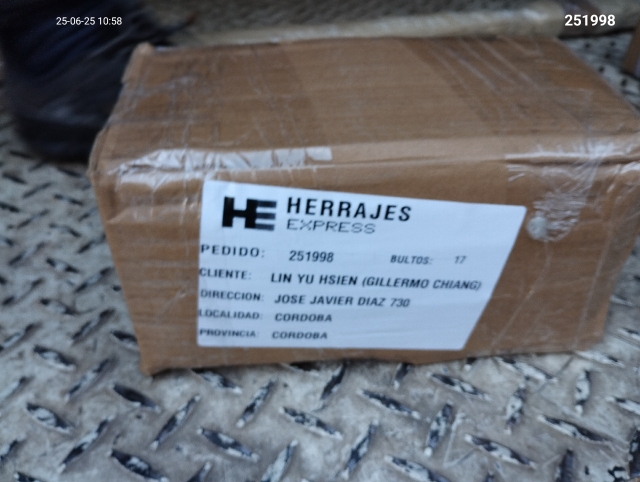 25-06-25 10:58
251998
HE HERRAJES
EXPRESS
PEDIDO: 251998 BULTOS: 17
CLIENTE: LIN YU HSIEN (GILLERMO CHIANG)
DIRECCION: JOSE JAVIER DIAZ 730
LOCALIDAD: CORDOBA
PROVINCIA: CORDOBA